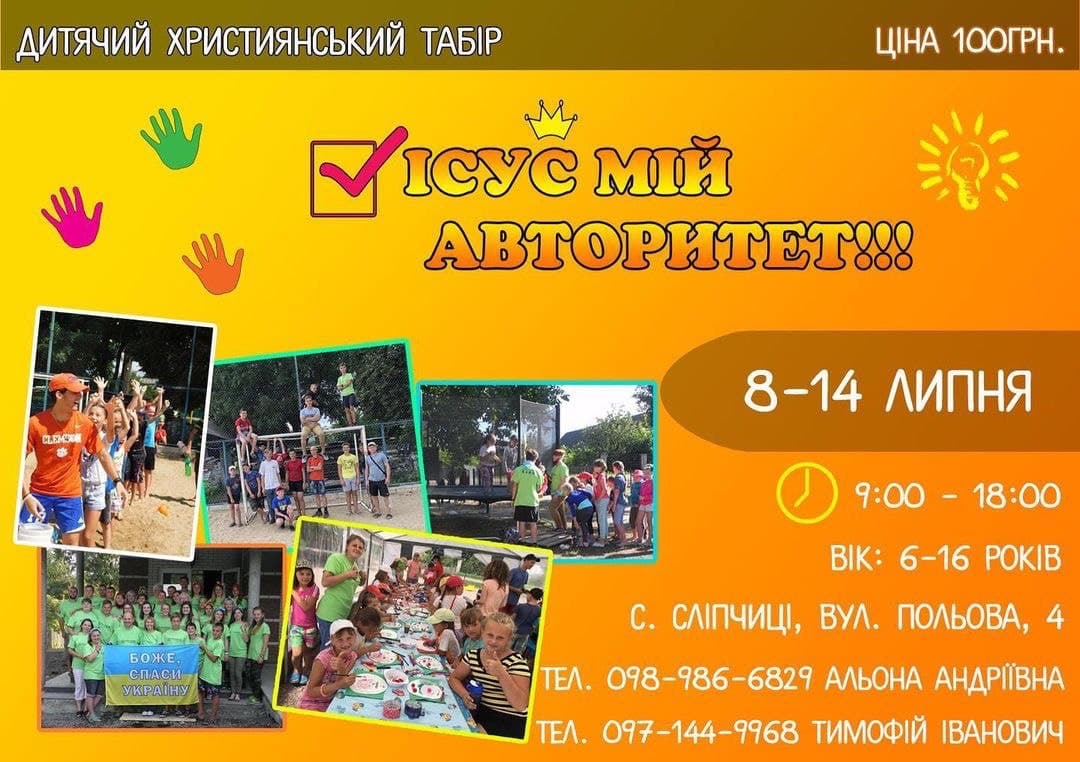 ДИТЯЧИЙ ХРИСТИЯНСЬКИЙ ТАБІР
ЦІНА 100ГРН.
ІСУС МІЙ
АВТОРИТЕТ!!!
8-14 ЛИПНЯ
9:00 - 18:00
ВІК: 6-16 РОКІВ
С. СЛІПЧИЦІ, ВУЛ. ПОЛЬОВА, 4
ТЕЛ. 098-986-6829 АЛЬОНА АНДРІЇВНА
ТЕЛ. 097-144-9968 ТИМОФІЙ ІВАНОВИЧ
CLEMSON
БОЖЕ,
СПАСИ
УКРАЇНУ